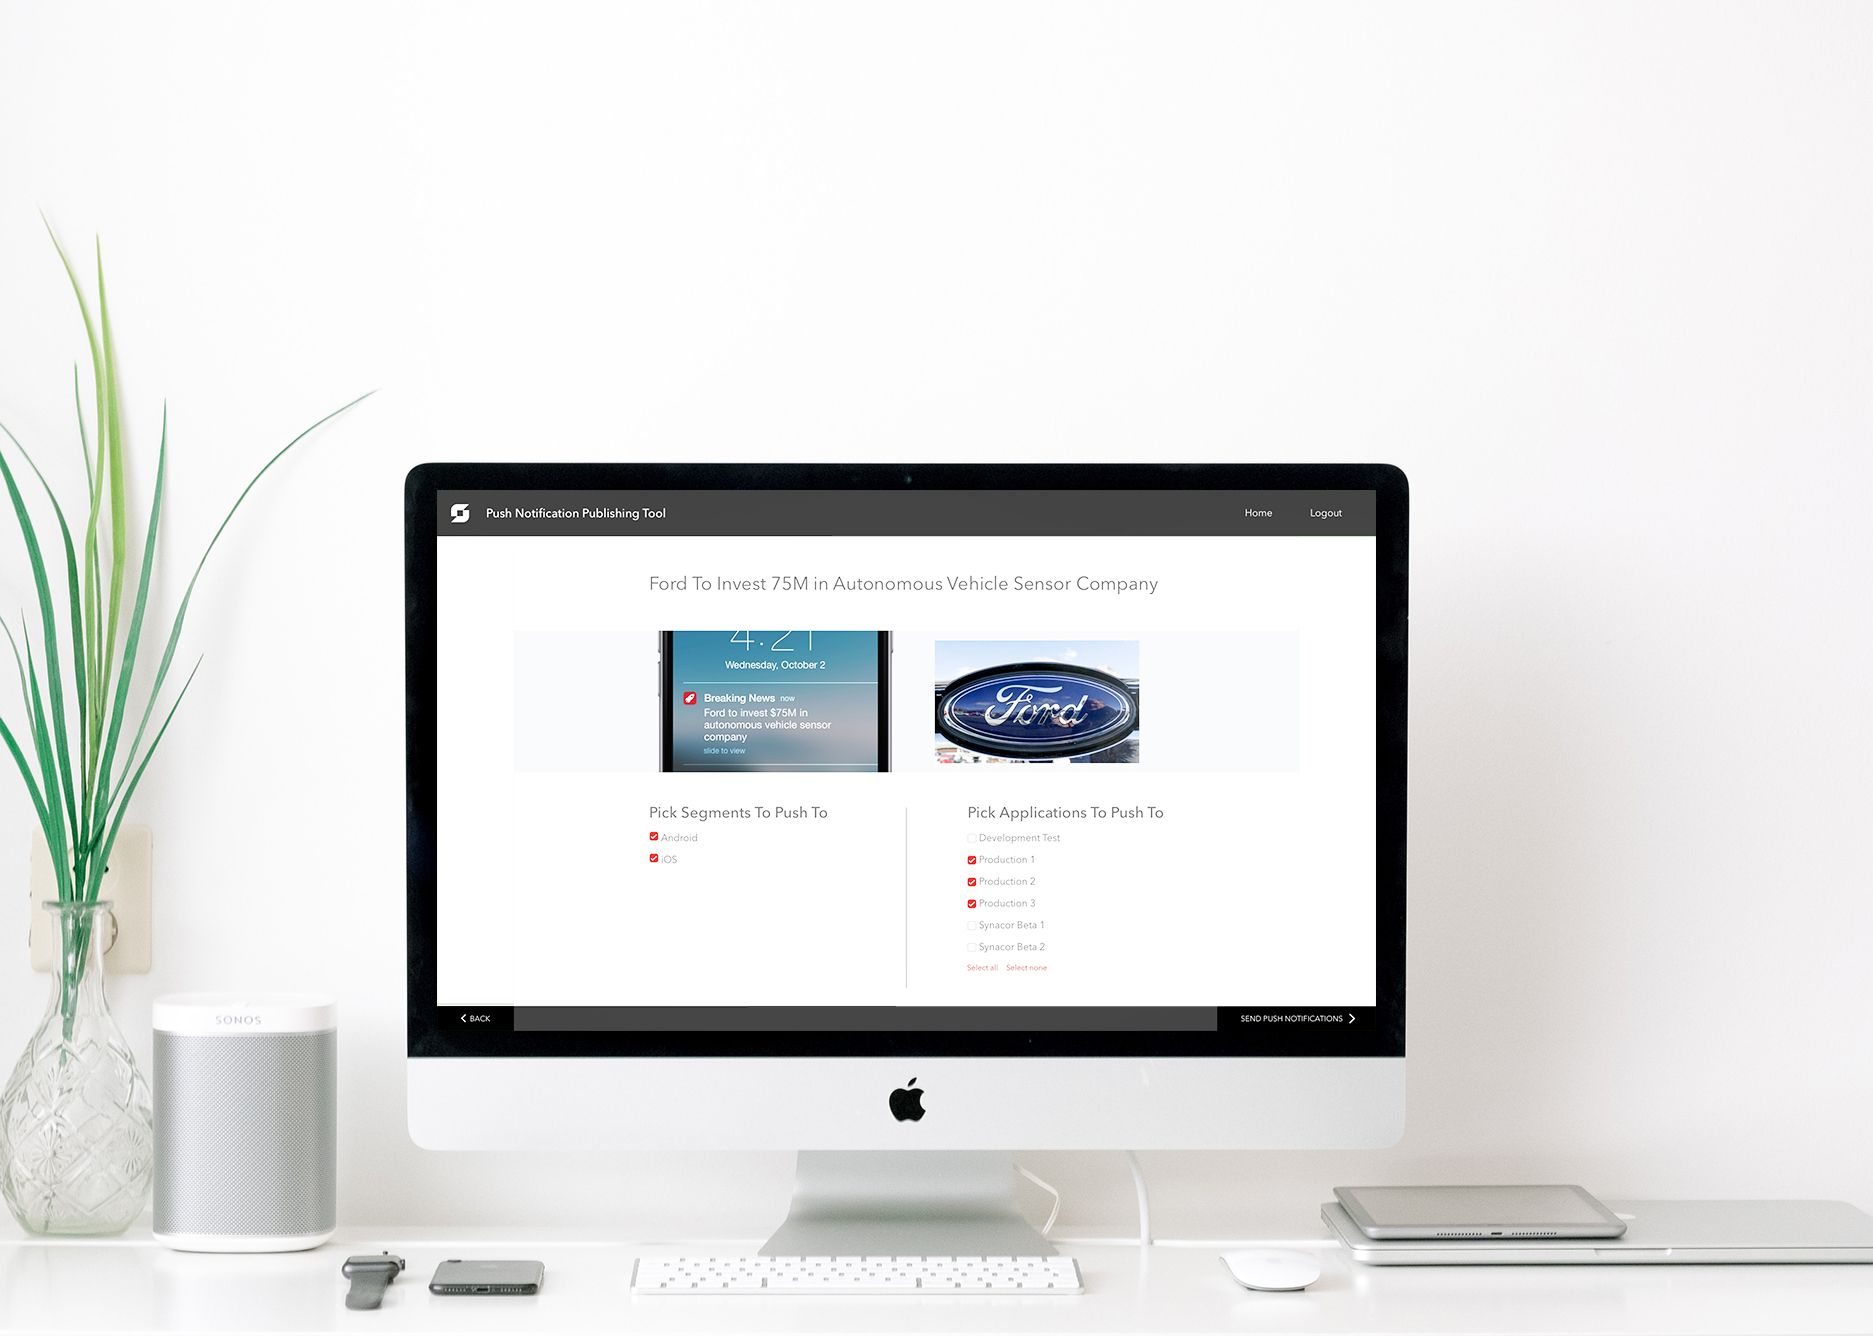 Push Notification Publishing Tool
Home
Logout
Ford To Invest 75M in Autonomous Vehicle Sensor Company
4:21
Wednesday, October 2
Breaking News now
Ford to invest $75M in
autonomous vehicle sensor
company
slide to view
Ford
Pick Segments To Push To
Android
iOS
Pick Applications To Push To
Development Test
Production 1
Production 2
Production 3
Synacor Beta 1
Synacor Beta 2
Select all Select none
BACK
SEND PUSH NOTIFICATIONS
SONOS